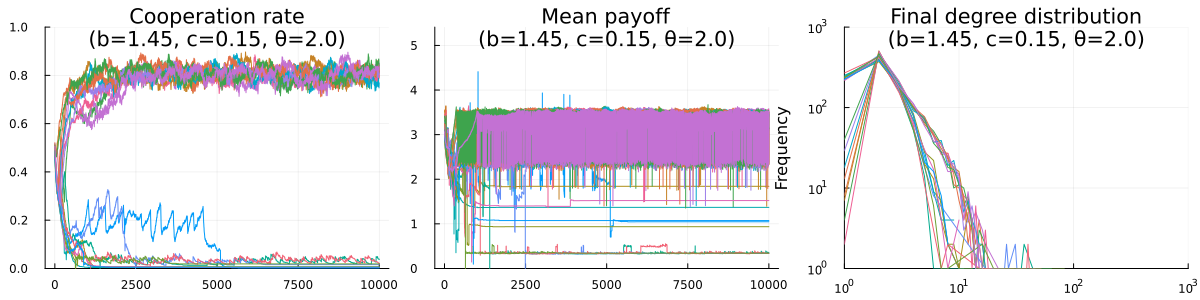 Cooperation rate
(b=1.45, c=0.15, θ=2.0)
1.0
0.8
0.6
0.4
0.2
0.0
0 2500 5000 7500 10000
Mean payoff
(b=1.45, c=0.15, θ=2.0)
5
4
3
2
1
0
0 2500 5000 7500 10000
Final degree distribution
(b=1.45, c=0.15, θ=2.0)
Frequency
10³
10²
10¹
10⁰
10⁰ 10¹ 10² 10³